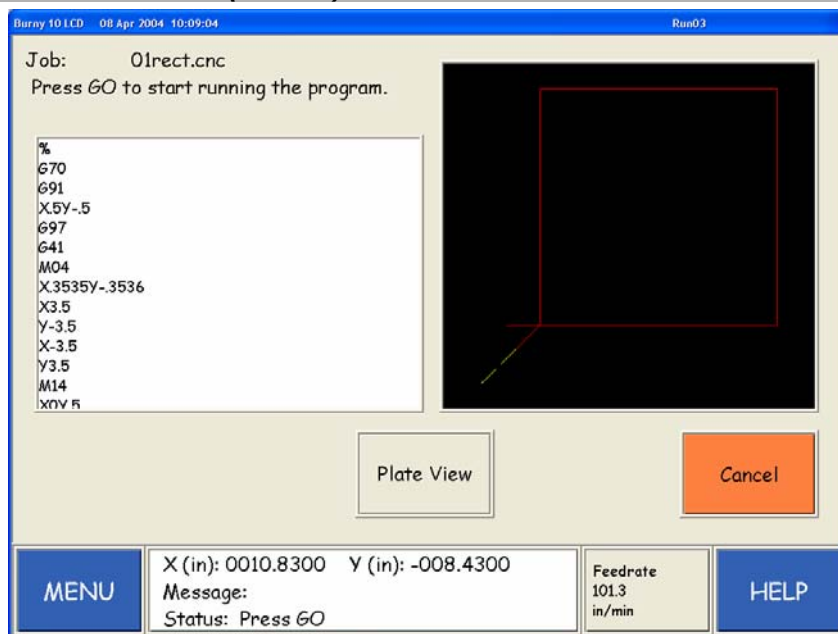 Burny 10 LCD 08 Apr 2004 10:09:04 Run03
Job: 01rect.cnc
Press GO to start running the program.
%
G70
G91
X.5Y-.5
G97
G41
M04
X.3535Y-.3536
X3.5
Y-3.5
X-3.5
Y3.5
M14
X0Y.5
Plate View
Cancel
MENU
X (in): 0010.8300 Y (in): -008.4300
Message:
Status: Press GO
Feedrate
101.3
in/min
HELP